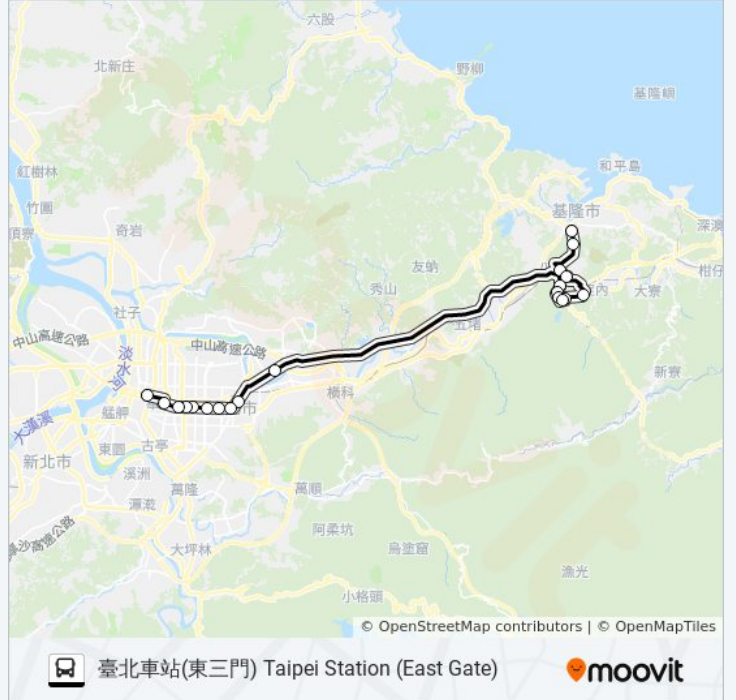 六股
北新庄
野柳
基隆嶼
和平島
紅樹林
竹圍
基隆市
深澳
頂寮
奇岩
友蚋
柑仔
秀山
大寮
社子
五堵
中山高速公路
中山高速公路
淡水河
新寮
橋科
艋舺
大漢溪
東園
古亭
新北市
溪洲
萬隆
萬順
潭漧
阿柔坑
大坪林
烏塗窟
漁光
小格頭
© OpenStreetMap contributors | © OpenMapTiles
臺北車站(東三門) Taipei Station (East Gate)
moovit